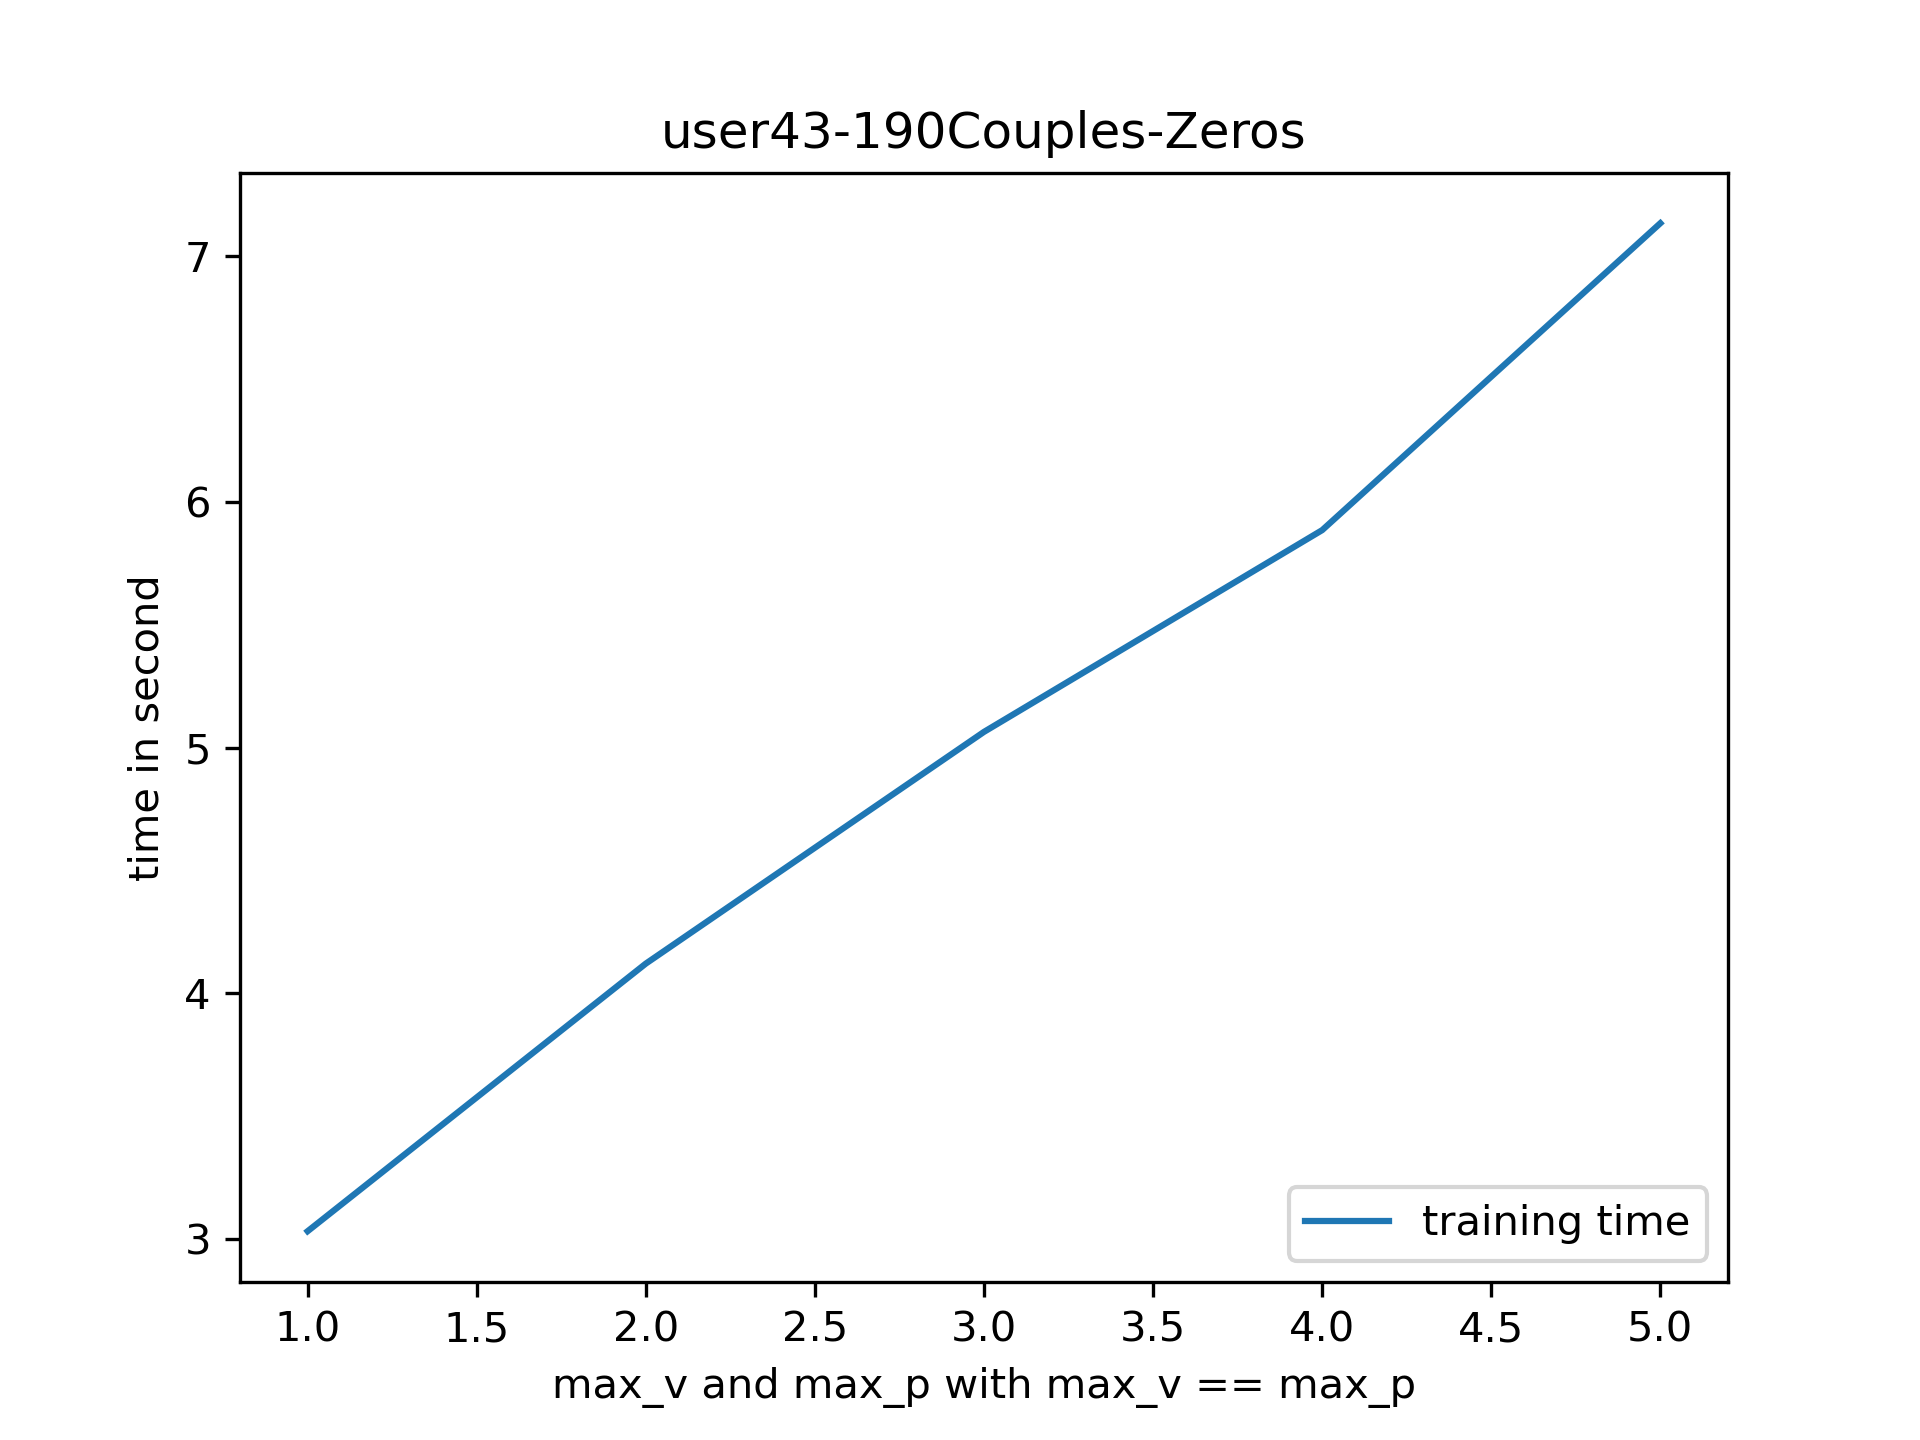 user43-190Couples-Zeros
7
6
5
4
3
time in second
training time
1.0 1.5 2.0 2.5 3.0 3.5 4.0 4.5 5.0
max_v and max_p with max_v == max_p